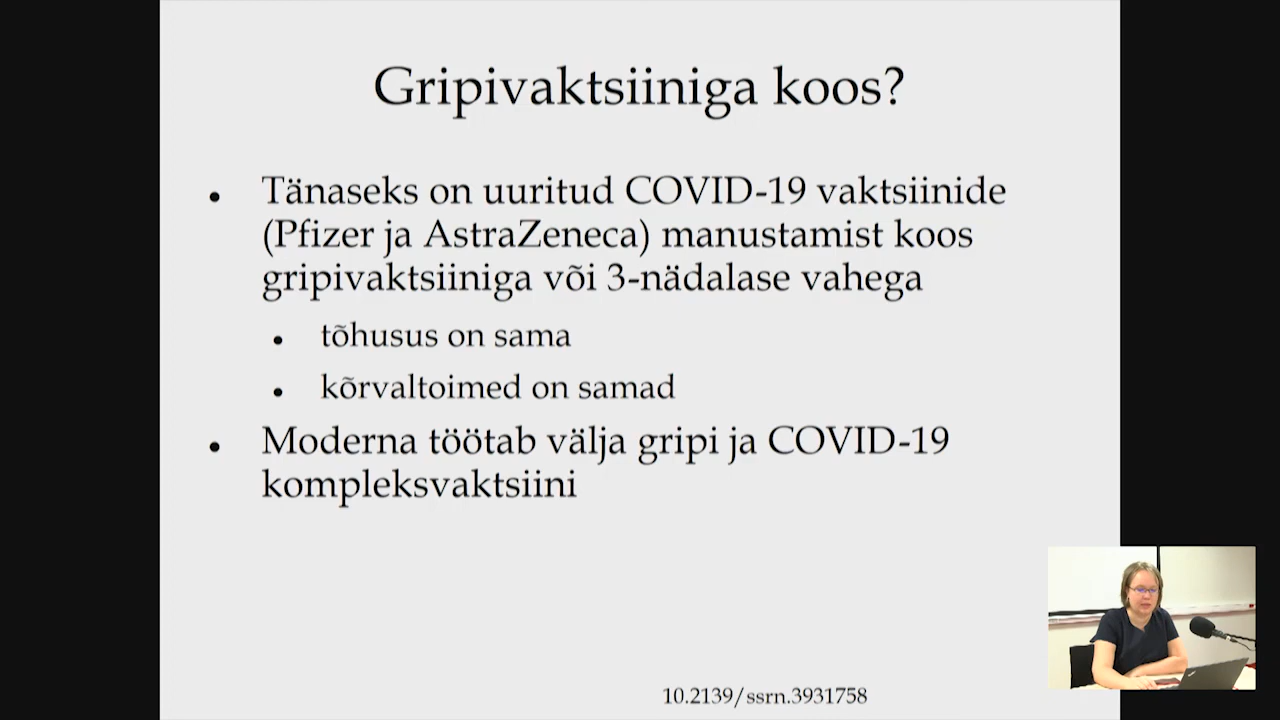 Gripivaktsiiniga koos?
Tänaseks on uuritud COVID-19 vaktsiinide
(Pfizer ja AstraZeneca) manustamist koos
gripivaktsiiniga või 3-nädalase vahega
tõhusus on sama
kõrvaltoimed on samad
Moderna töötab välja gripi ja COVID-19
kompleksvaktsiini
10.2139/ssrn.3931758